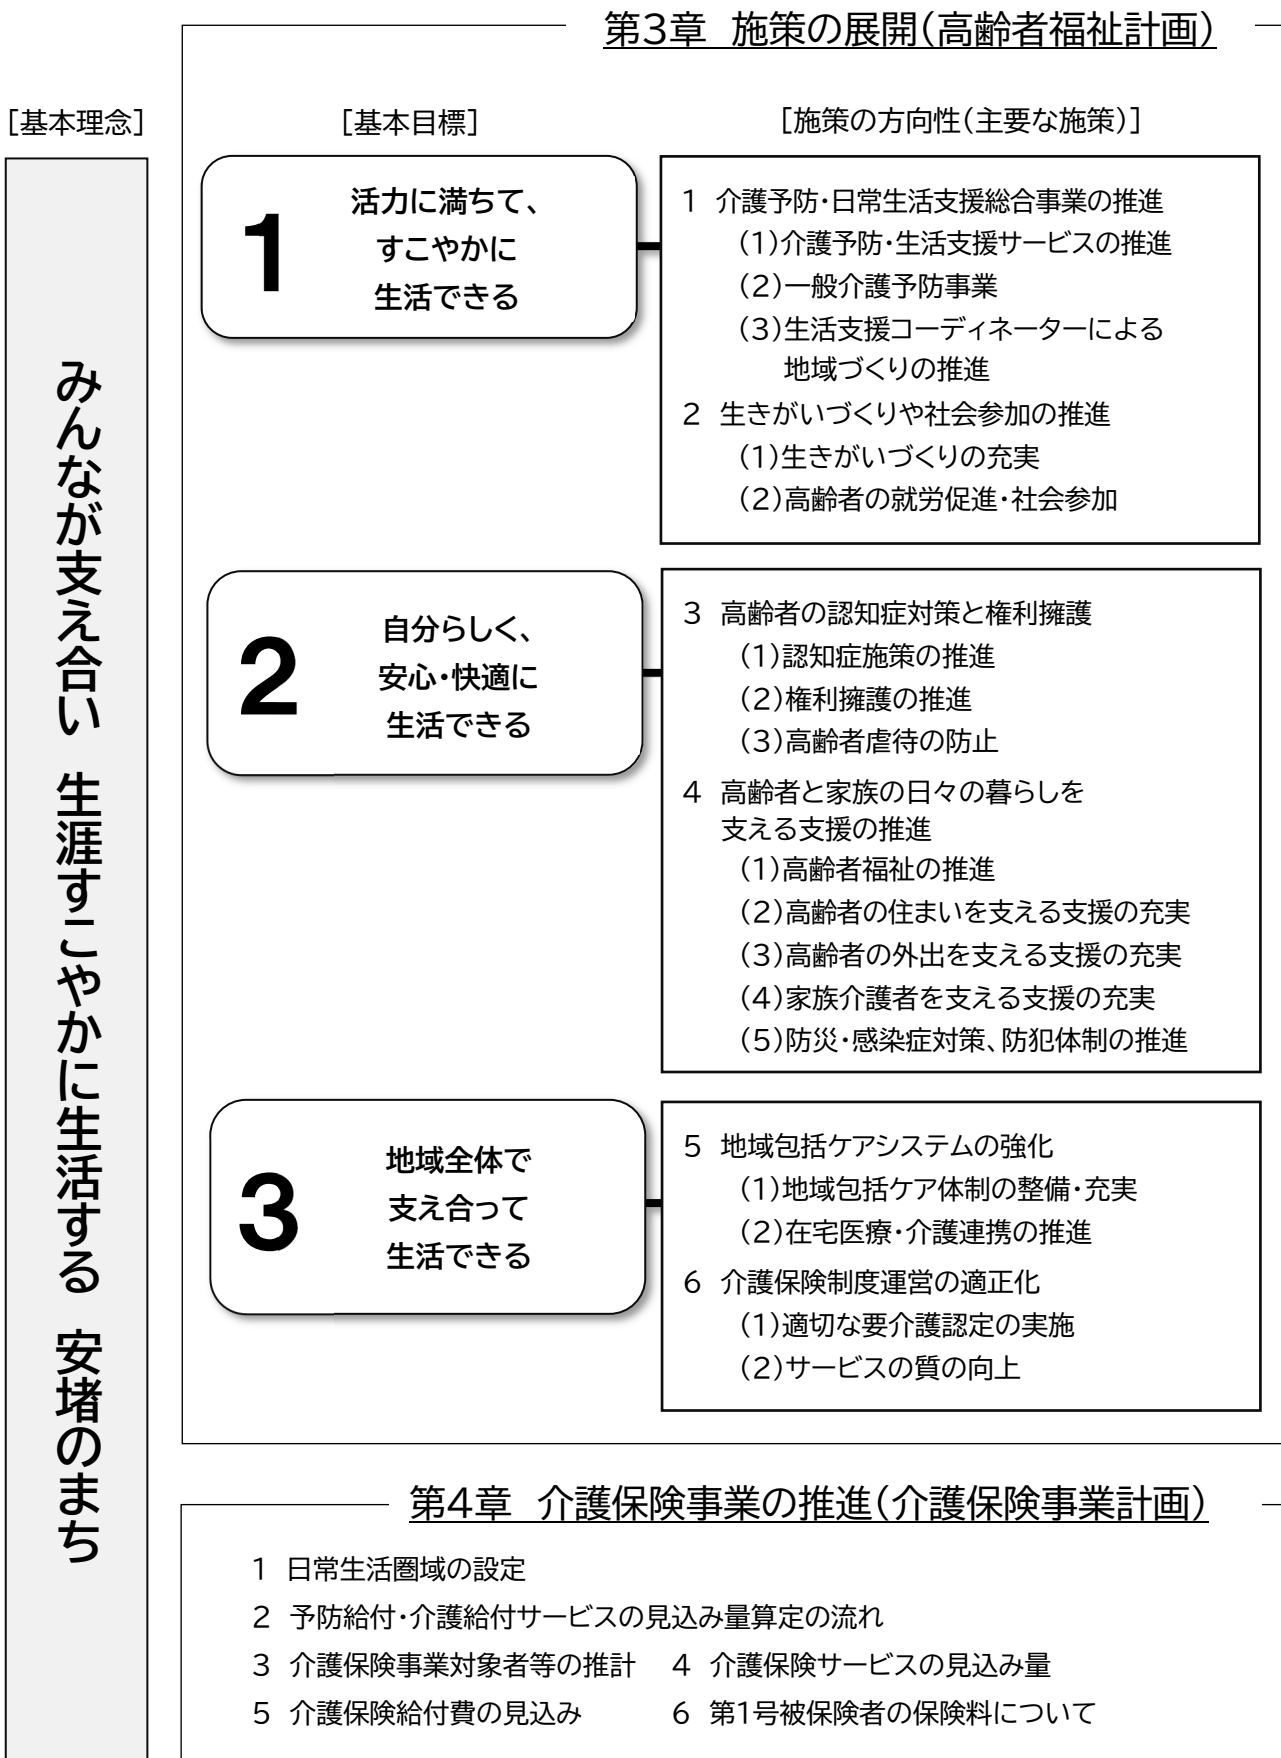 第3章　施策の展開（高齢者福祉計画）
［基本理念］
［基本目標］
［施策の方向性（主要な施策）］
みんなが支え合い　生涯すこやかに生活する　安堵のまち
1
活力に満ちて、
すこやかに
生活できる
1　介護予防・日常生活支援総合事業の推進
（1）介護予防・生活支援サービスの推進
（2）一般介護予防事業
（3）生活支援コーディネーターによる
地域づくりの推進
2　生きがいづくりや社会参加の推進
（1）生きがいづくりの充実
（2）高齢者の就労促進・社会参加
2
自分らしく、
安心・快適に
生活できる
3　高齢者の認知症対策と権利擁護
（1）認知症施策の推進
（2）権利擁護の推進
（3）高齢者虐待の防止
4　高齢者と家族の日々の暮らしを
支える支援の推進
（1）高齢者福祉の推進
（2）高齢者の住まいを支える支援の充実
（3）高齢者の外出を支える支援の充実
（4）家族介護者を支える支援の充実
（5）防災・感染症対策、防犯体制の推進
3
地域全体で
支え合って
生活できる
5　地域包括ケアシステムの強化
（1）地域包括ケア体制の整備・充実
（2）在宅医療・介護連携の推進
6　介護保険制度運営の適正化
（1）適切な要介護認定の実施
（2）サービスの質の向上
第4章　介護保険事業の推進（介護保険事業計画）
1　日常生活圏域の設定
2　予防給付・介護給付サービスの見込み量算定の流れ
3　介護保険事業対象者等の推計　4　介護保険サービスの見込み量
5　介護保険給付費の見込み　6　第1号被保険者の保険料について